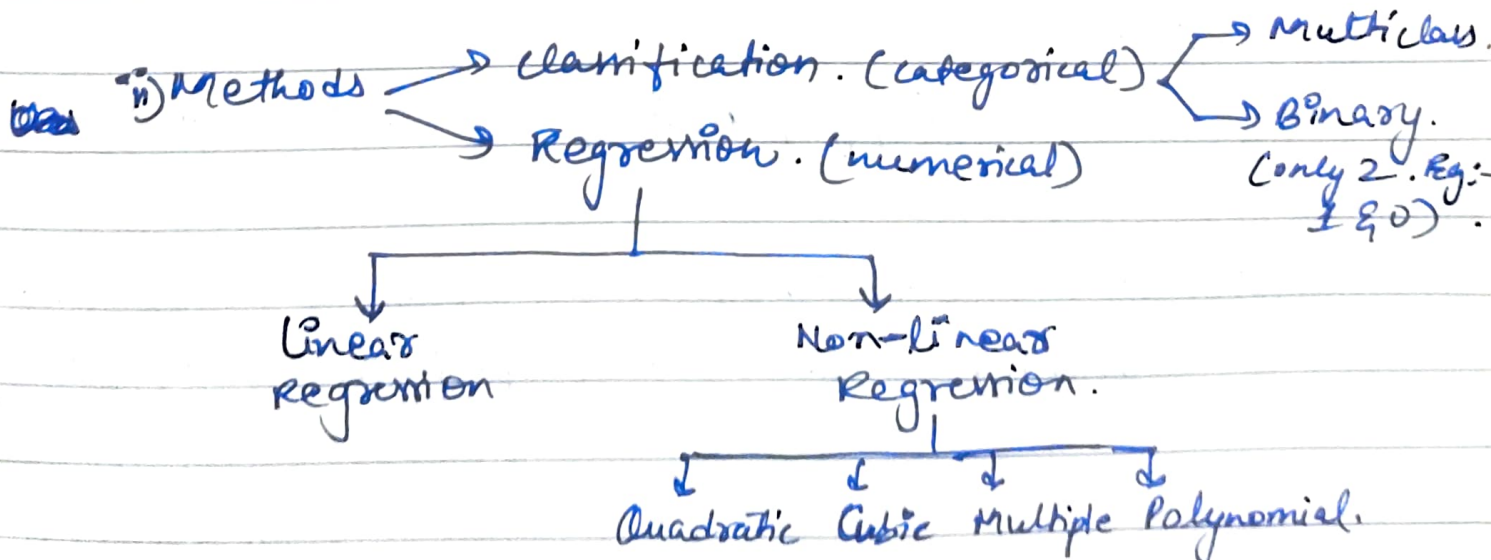 ii) Methods → Classification. (categorical) → Multiclass.
→ Binary.
(only 2. Eg:-
1 & 0).
→ Regression. (numerical)
Linear
Regression
Non-linear
Regression.
Quadratic Cubic Multiple Polynomial.